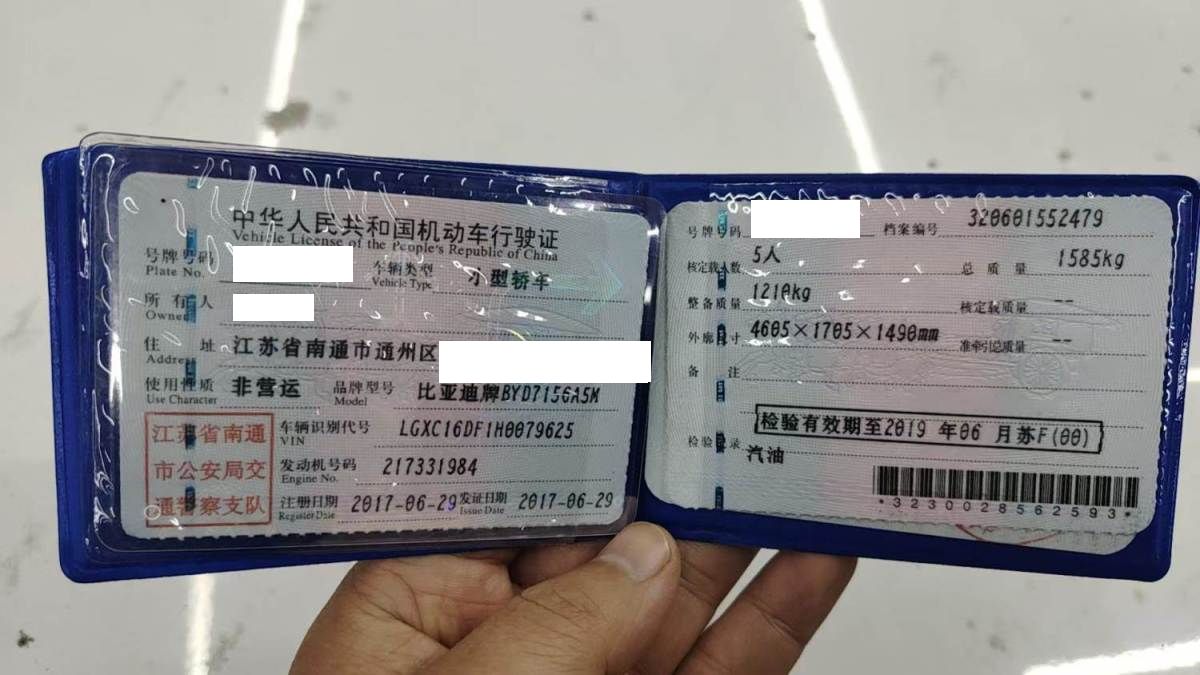 中华人民共和国机动车行驶证
Vehicle License of the People's Republic of China
号牌号码
Plate No.
车辆类型 小型轿车
Vehicle Type
所有人
Owner
住址 江苏省南通市通州区
Address
使用性质 非营运 品牌型号 比亚迪牌BYD7156A5M
Use Character Model
江苏省南通
市公安局交
通警察支队
车辆识别代号 LGXC16DF1H0079625
VIN
发动机号码 217331984
Engine No.
注册日期 2017-06-29 发证日期 2017-06-29
Register Date Issue Date
号牌号码 档案编号 320601552479
核定载人数 5人 总质量 1585kg
整备质量 1210kg 核定载质量 --
外廓尺寸 4605×1705×1490mm 准牵引总质量 --
备注
检验有效期至2019 年06 月苏F(00)
检验记录 汽油
*3230028562593*